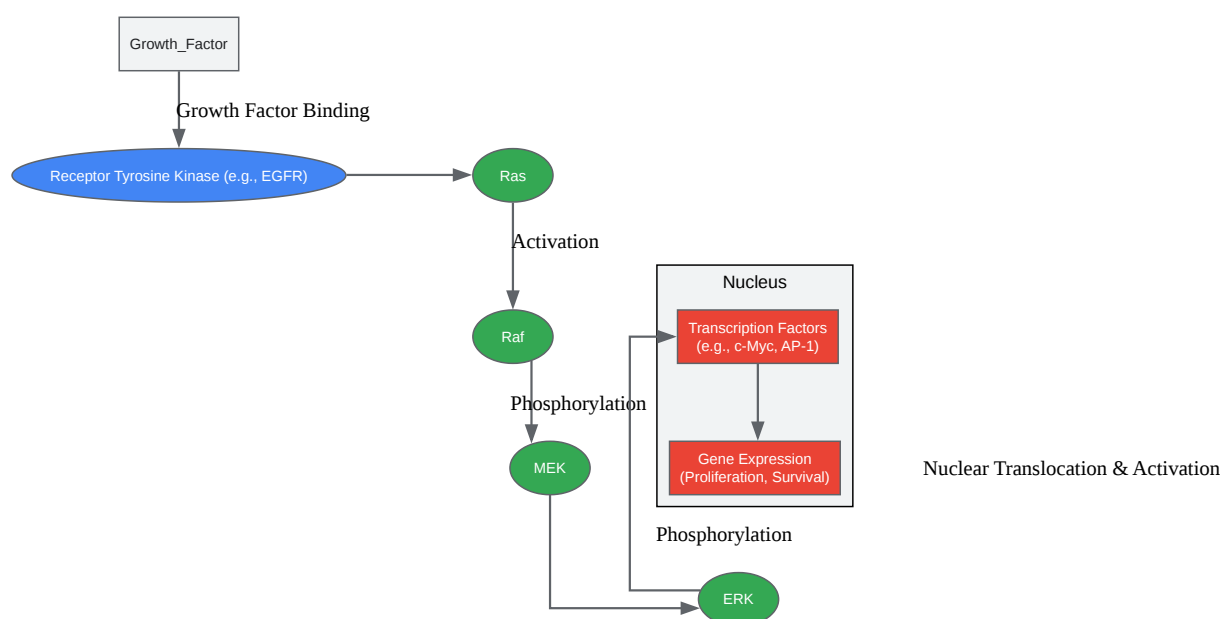 Growth_Factor
Growth Factor Binding
Receptor Tyrosine Kinase (e.g., EGFR)
Ras
Activation
Nucleus
Transcription Factors
(e.g., c-Myc, AP-1)
Raf
Phosphorylation
Gene Expression
(Proliferation, Survival)
MEK
Nuclear Translocation & Activation
Phosphorylation
ERK